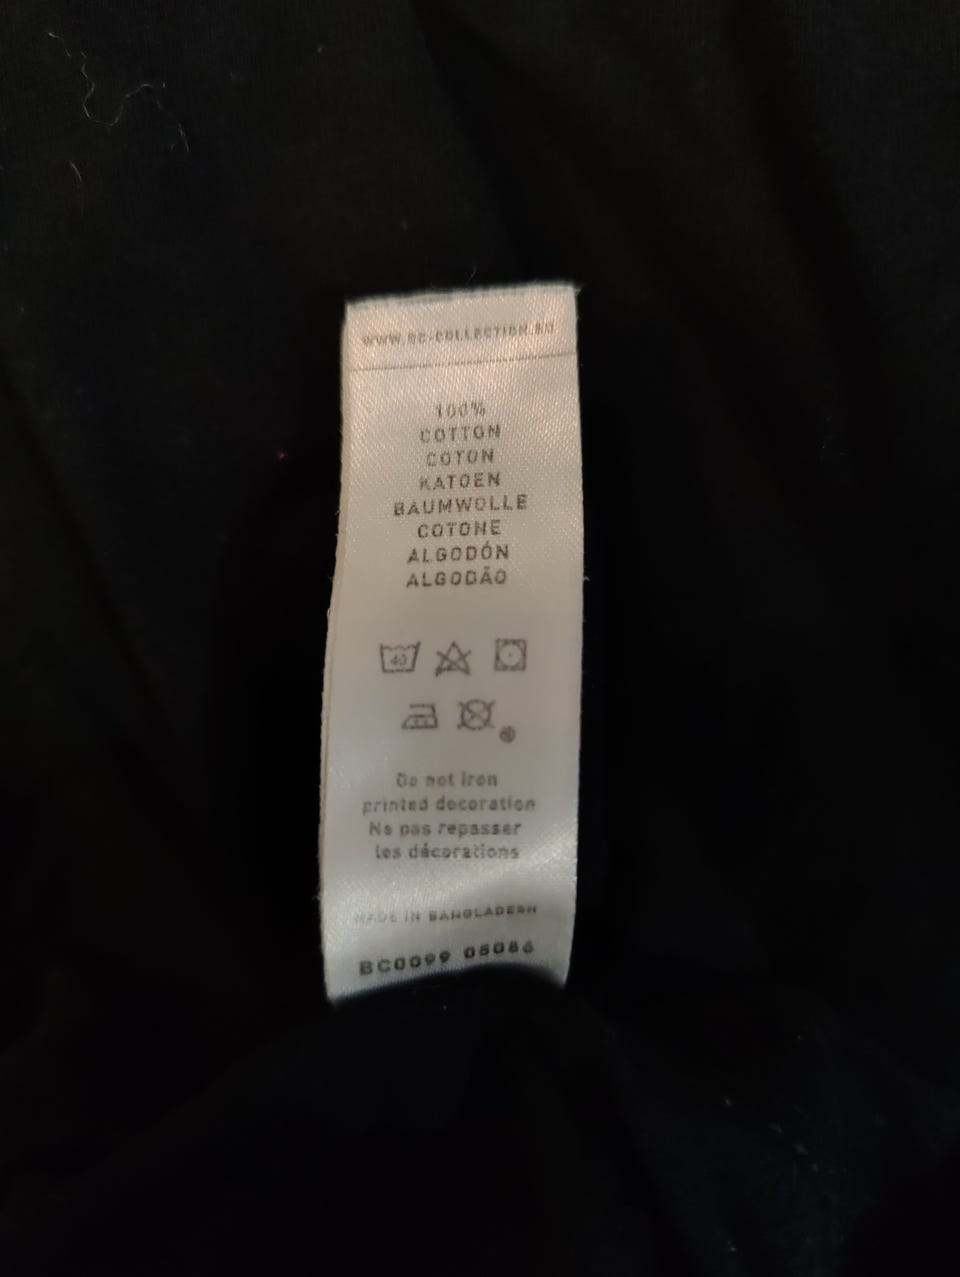 WWW.BC-COLLECTION.EU
100%
COTTON
COTON
KATOEN
BAUMWOLLE
COTONE
ALGODÓN
ALGODÃO
40
Do not iron
printed decoration
Ne pas repasser
les décorations
MADE IN BANGLADESH
BC0099 05086